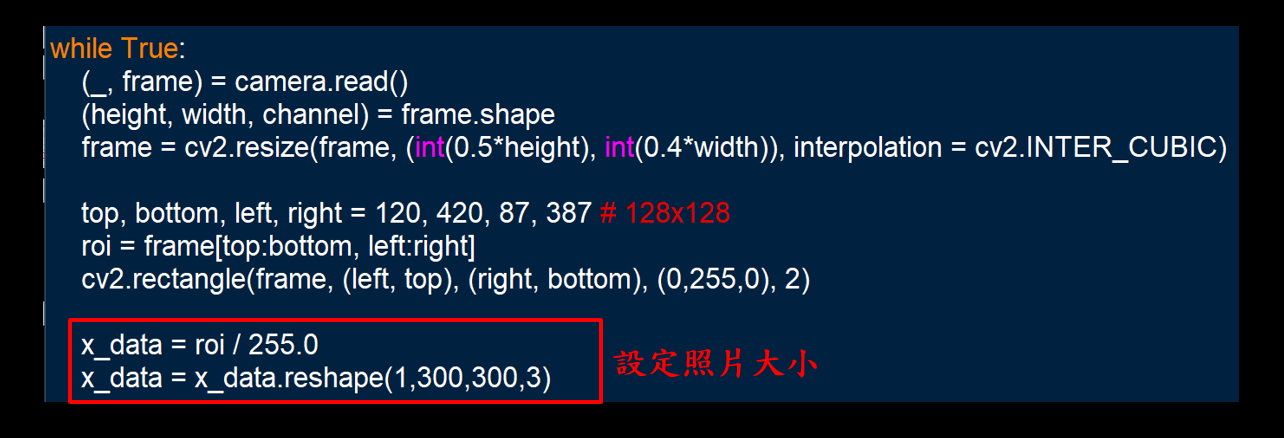 while True:
(_, frame) = camera.read()
(height, width, channel) = frame.shape
frame = cv2.resize(frame, (int(0.5*height), int(0.4*width)), interpolation = cv2.INTER_CUBIC)
top, bottom, left, right = 120, 420, 87, 387 # 128x128
roi = frame[top:bottom, left:right]
cv2.rectangle(frame, (left, top), (right, bottom), (0,255,0), 2)
x_data = roi / 255.0
x_data = x_data.reshape(1,300,300,3)
設定照片大小